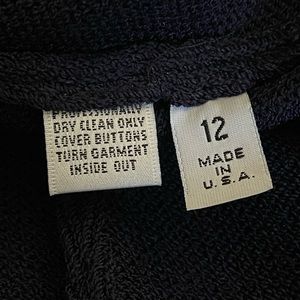 PROFESSIONALLY
DRY CLEAN ONLY
COVER BUTTONS
TURN GARMENT
INSIDE OUT
12
MADE
IN
U.S.A.